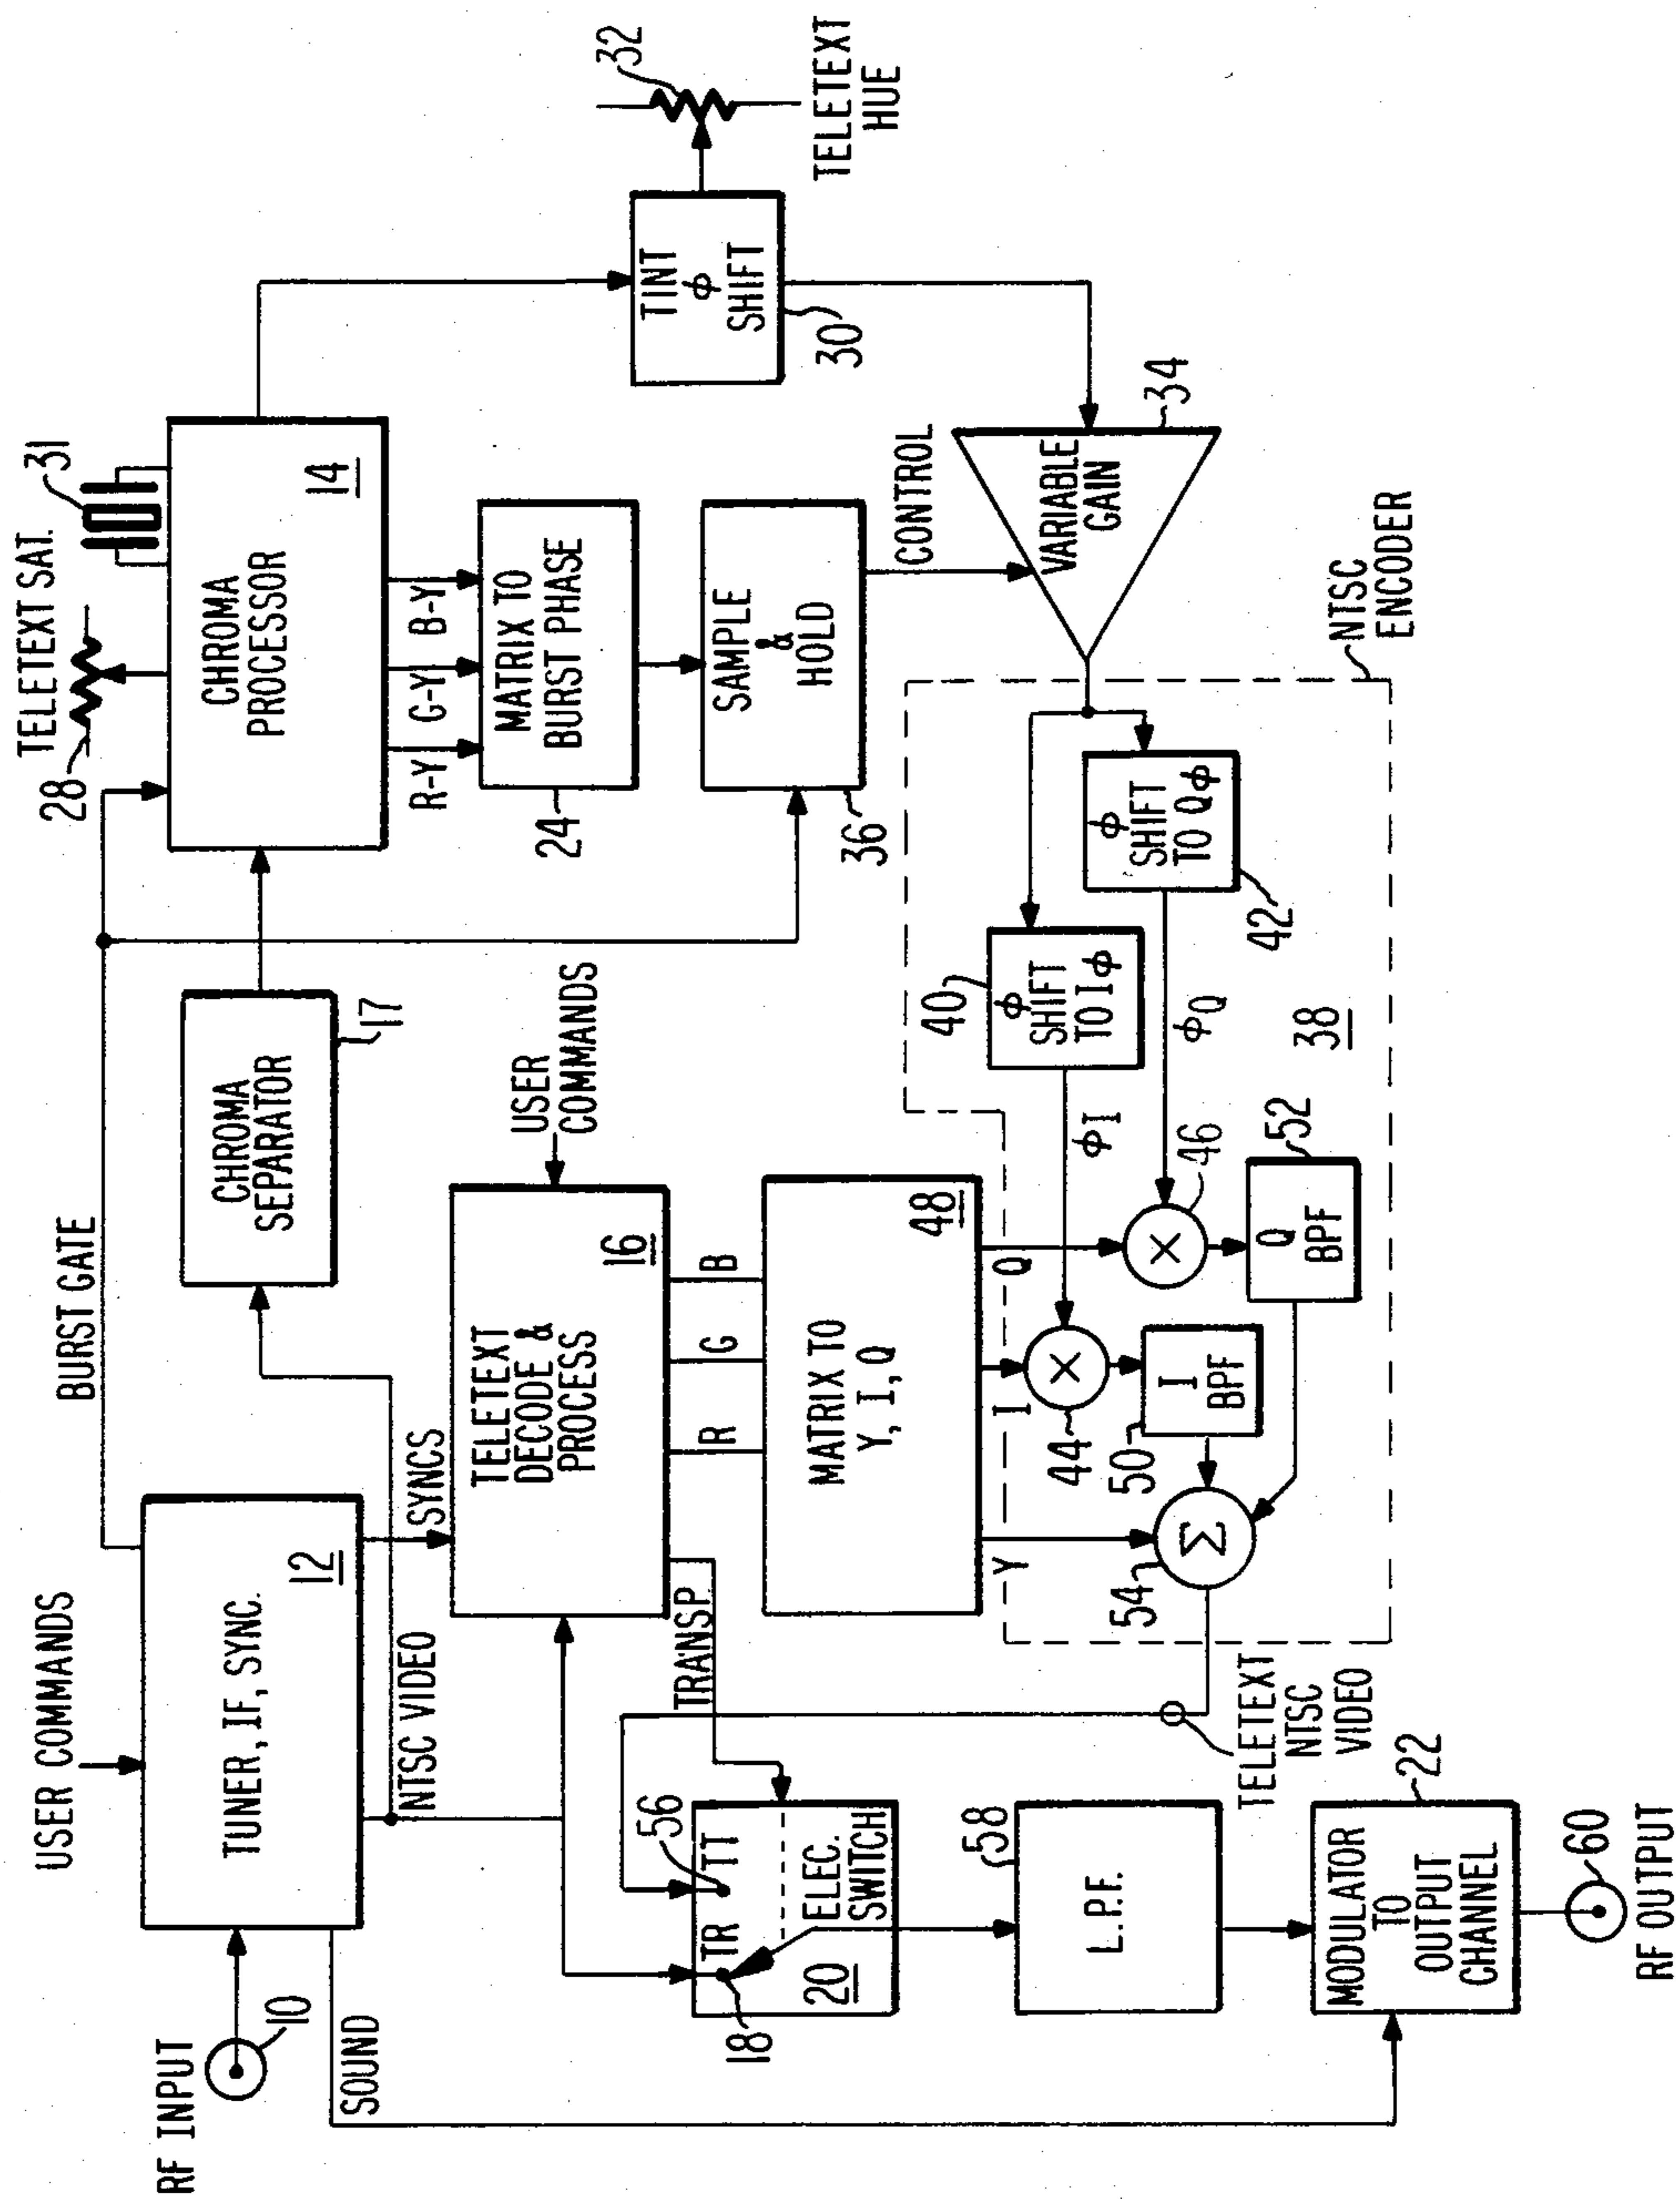 USER COMMANDS
RF INPUT
10
TUNER, IF, SYNC.
12
SOUND
NTSC VIDEO
SYNCS
BURST GATE
CHROMA
SEPARATOR
17
TELETEXT SAT.
28
31
CHROMA
PROCESSOR
14
R-Y
G-Y
B-Y
MATRIX TO
BURST PHASE
24
SAMPLE
&
HOLD
36
CONTROL
TINT
ϕ
SHIFT
30
32
TELETEXT
HUE
VARIABLE
GAIN
34
USER
COMMANDS
TELETEXT
DECODE &
PROCESS
16
TRANSP.
R
G
B
MATRIX TO
Y, I, Q
48
Y
I
Q
NTSC
ENCODER
38
40
ϕ
SHIFT
TO Iϕ
ϕ
SHIFT
TO Qϕ
42
ϕI
ϕQ
X
44
X
46
I
BPF
50
Q
BPF
52
Σ
54
TELETEXT
NTSC
VIDEO
TR
TT
56
18
20
ELEC.
SWITCH
L.P.F.
58
MODULATOR
TO
OUTPUT
CHANNEL
22
60
RF OUTPUT